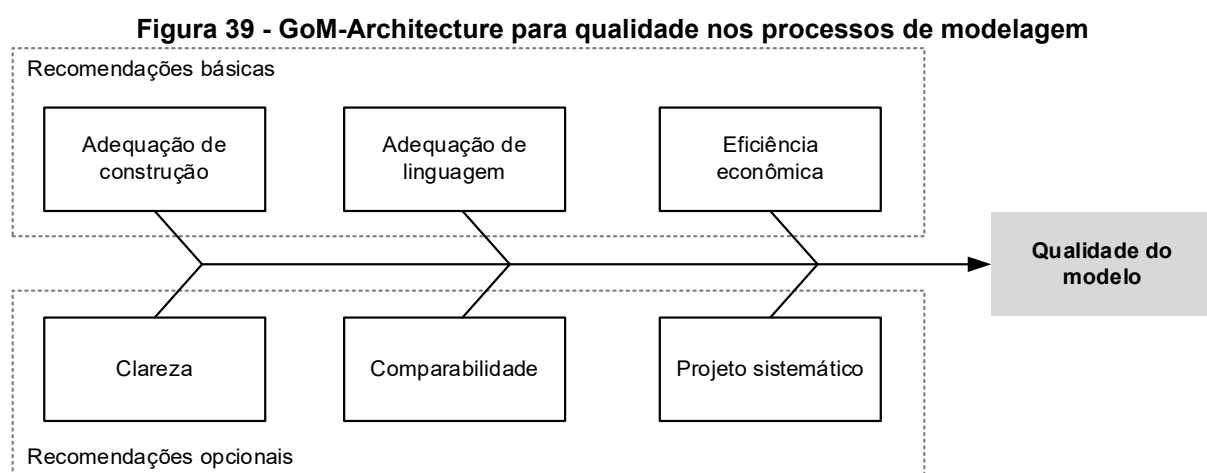 Figura 39 - GoM-Architecture para qualidade nos processos de modelagem
Recomendações básicas
Adequação de
construção
Adequação de
linguagem
Eficiência
econômica
Qualidade do
modelo
Clareza
Comparabilidade
Projeto sistemático
Recomendações opcionais